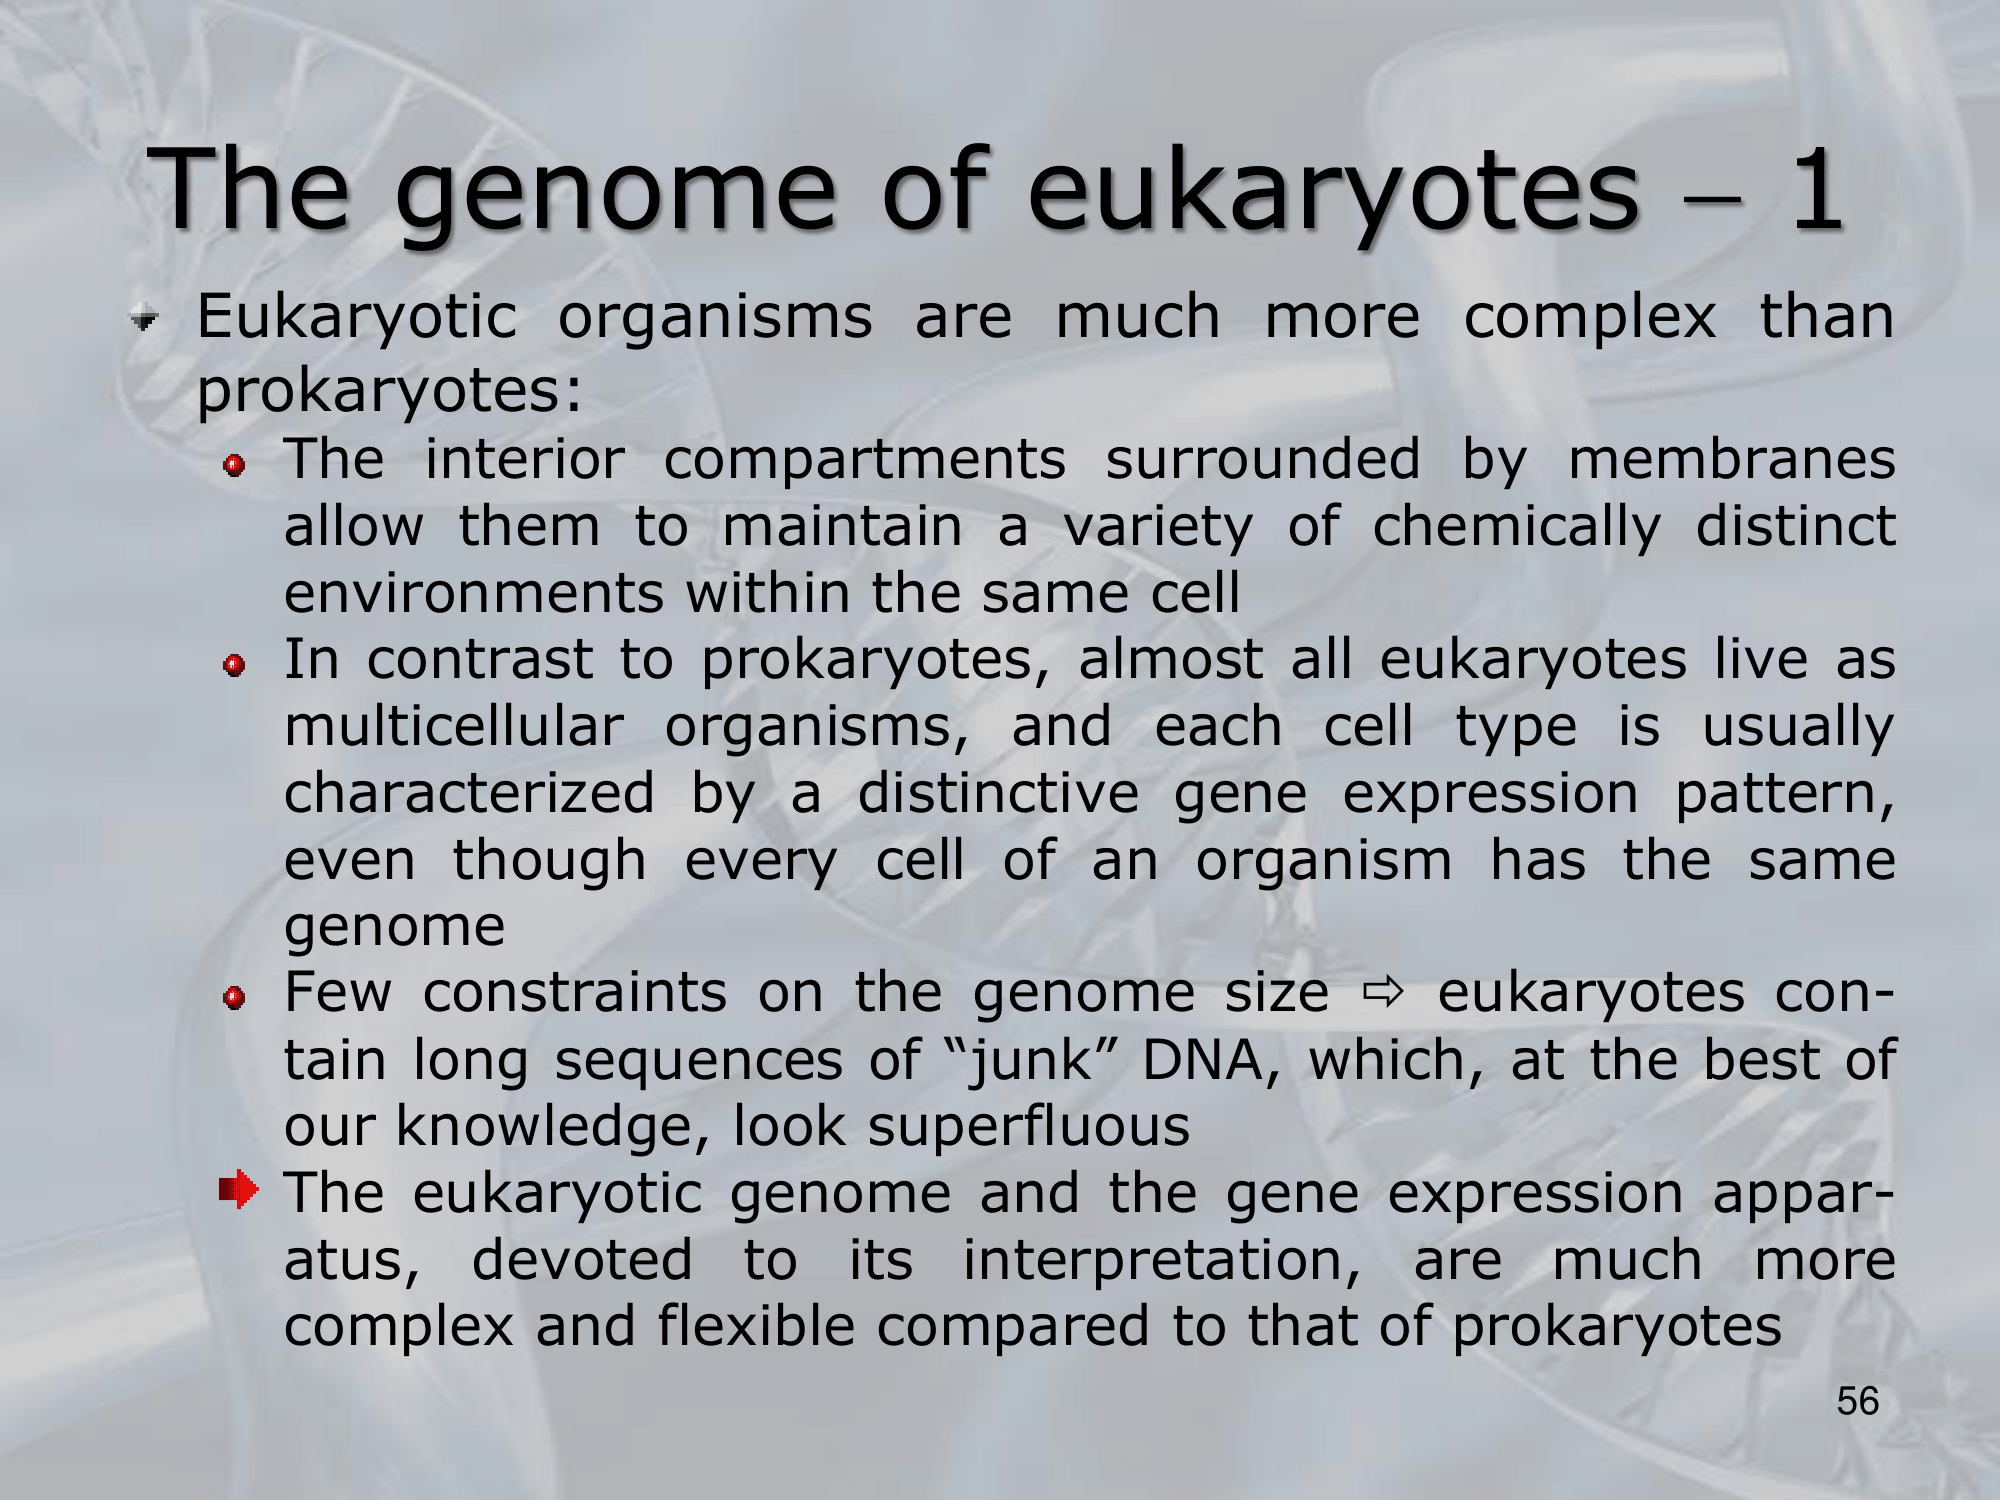 The genome of eukaryotes – 1
Eukaryotic organisms are much more complex than
prokaryotes:
The interior compartments surrounded by membranes
allow them to maintain a variety of chemically distinct
environments within the same cell
In contrast to prokaryotes, almost all eukaryotes live as
multicellular organisms, and each cell type is usually
characterized by a distinctive gene expression pattern,
even though every cell of an organism has the same
genome
Few constraints on the genome size ⇨ eukaryotes con-
tain long sequences of “junk” DNA, which, at the best of
our knowledge, look superfluous
The eukaryotic genome and the gene expression appar-
atus, devoted to its interpretation, are much more
complex and flexible compared to that of prokaryotes
56